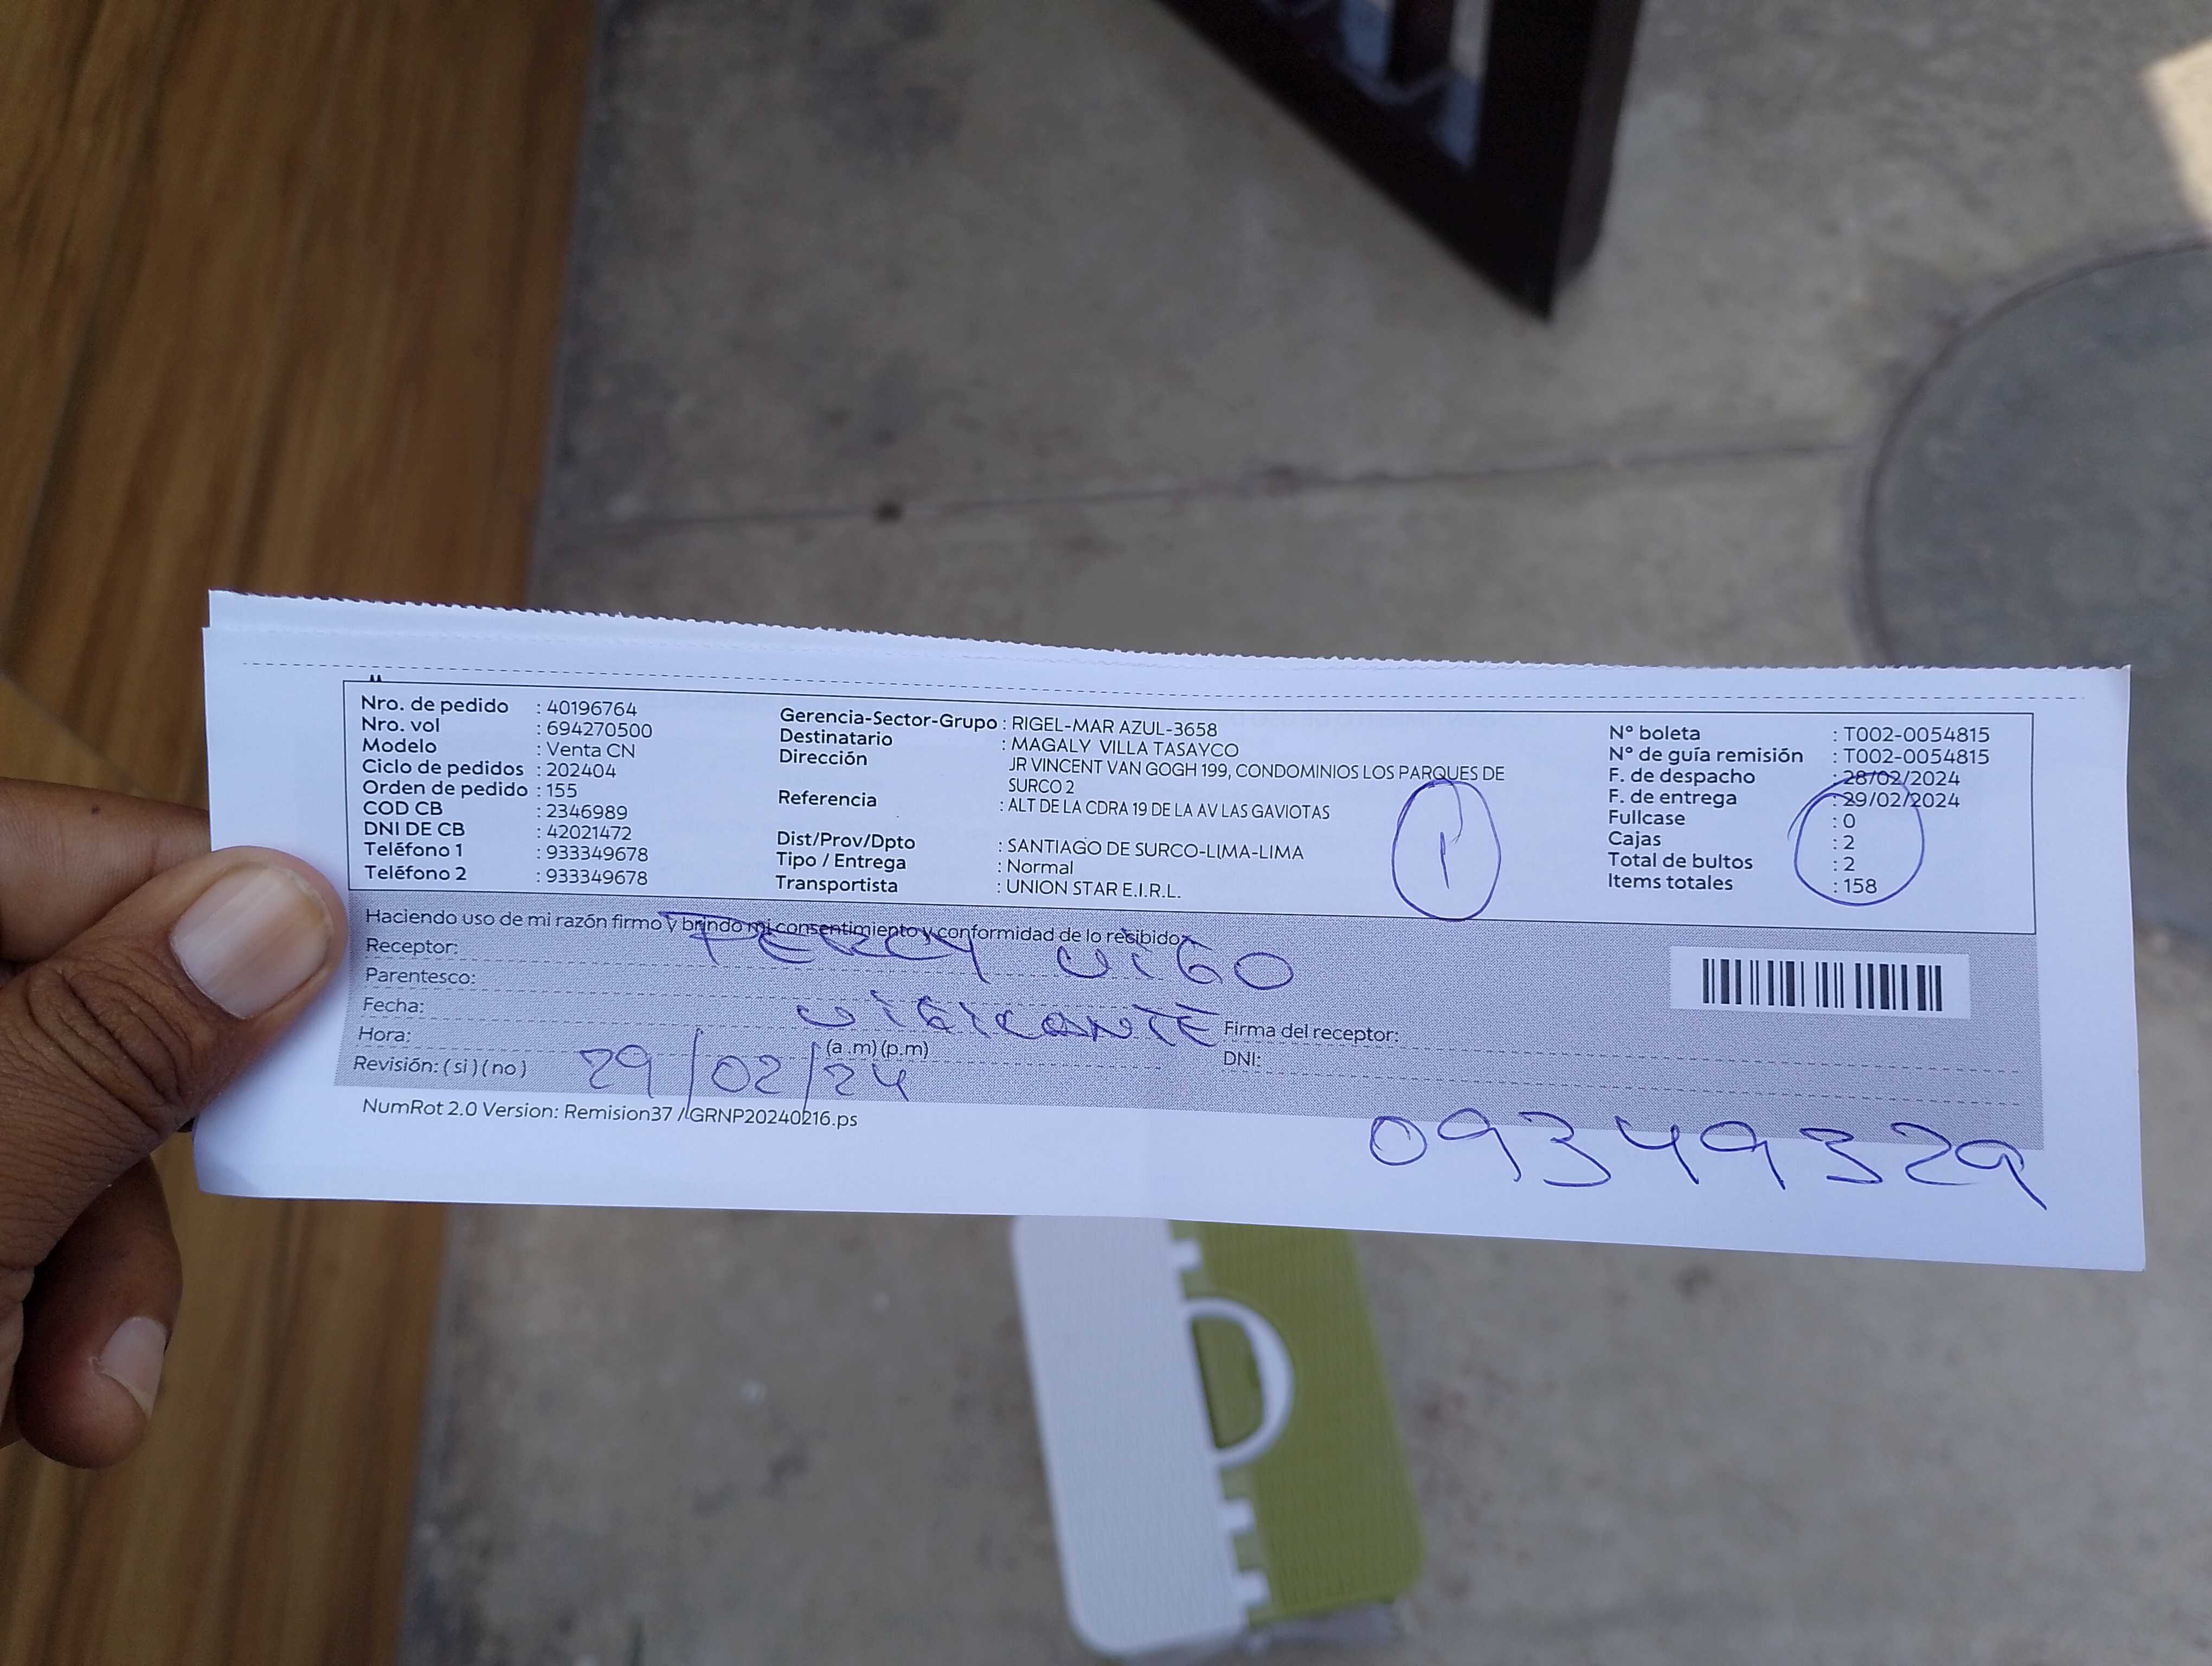 Nro. de pedido : 40196764
Nro. vol : 694270500
Modelo : Venta CN
Ciclo de pedidos : 202404
Orden de pedido : 155
COD CB : 2346989
DNI DE CB : 42021472
Teléfono 1 : 933349678
Teléfono 2 : 933349678
Gerencia-Sector-Grupo : RIGEL-MAR AZUL-3658
Destinatario : MAGALY VILLA TASAYCO
Dirección JR VINCENT VAN GOGH 199, CONDOMINIOS LOS PARQUES DE
SURCO 2
Referencia : ALT DE LA CDRA 19 DE LA AV LAS GAVIOTAS
Dist/Prov/Dpto : SANTIAGO DE SURCO-LIMA-LIMA
Tipo / Entrega : Normal
Transportista : UNION STAR E.I.R.L.
1
N° boleta : T002-0054815
N° de guía remisión : T002-0054815
F. de despacho : 28/02/2024
F. de entrega : 29/02/2024
Fullcase : 0
Cajas : 2
Total de bultos : 2
Items totales : 158
Haciendo uso de mi razón firmo y brindo mi consentimiento y conformidad de lo recibido
Receptor: PERCY VIGO
Parentesco: VIGILANTE
Fecha:
Hora: (a.m) (p.m)
29/02/24
Revisión: ( si ) ( no )
Firma del receptor:
DNI:
09349329
NumRot 2.0 Version: Remision37 / GRNP20240216.ps